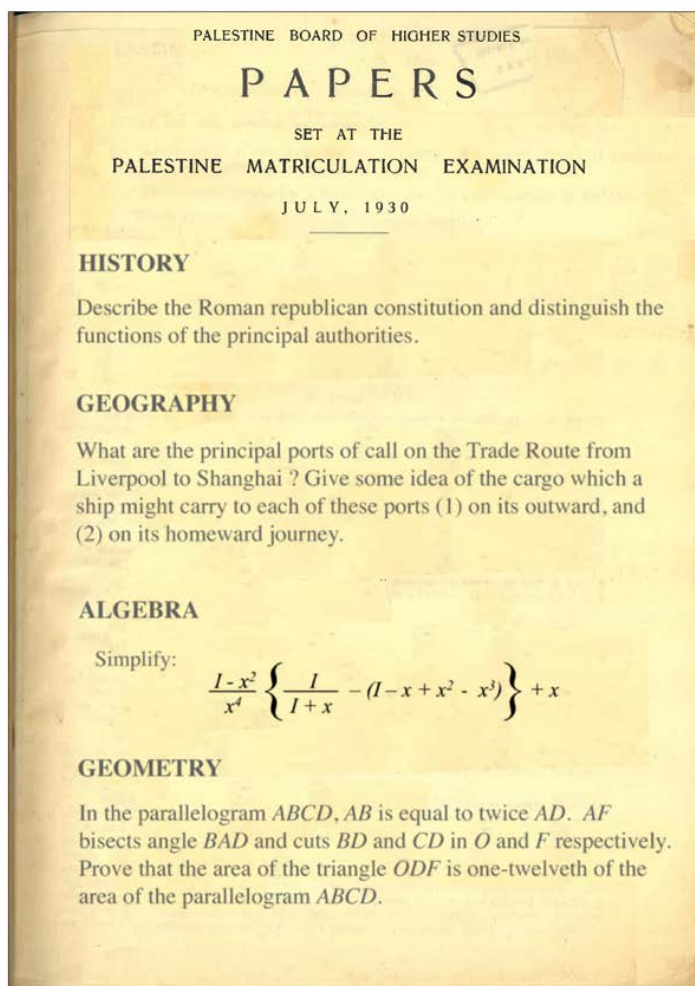 PALESTINE BOARD OF HIGHER STUDIES
PAPERS
SET AT THE
PALESTINE MATRICULATION EXAMINATION
JULY, 1930
HISTORY
Describe the Roman republican constitution and distinguish the
functions of the principal authorities.
GEOGRAPHY
What are the principal ports of call on the Trade Route from
Liverpool to Shanghai ? Give some idea of the cargo which a
ship might carry to each of these ports (1) on its outward, and
(2) on its homeward journey.
ALGEBRA
Simplify:
(I - x²)/x⁴ { I/(I + x) – (I – x + x² - x³) } + x
GEOMETRY
In the parallelogram ABCD, AB is equal to twice AD. AF
bisects angle BAD and cuts BD and CD in O and F respectively.
Prove that the area of the triangle ODF is one-twelveth of the
area of the parallelogram ABCD.